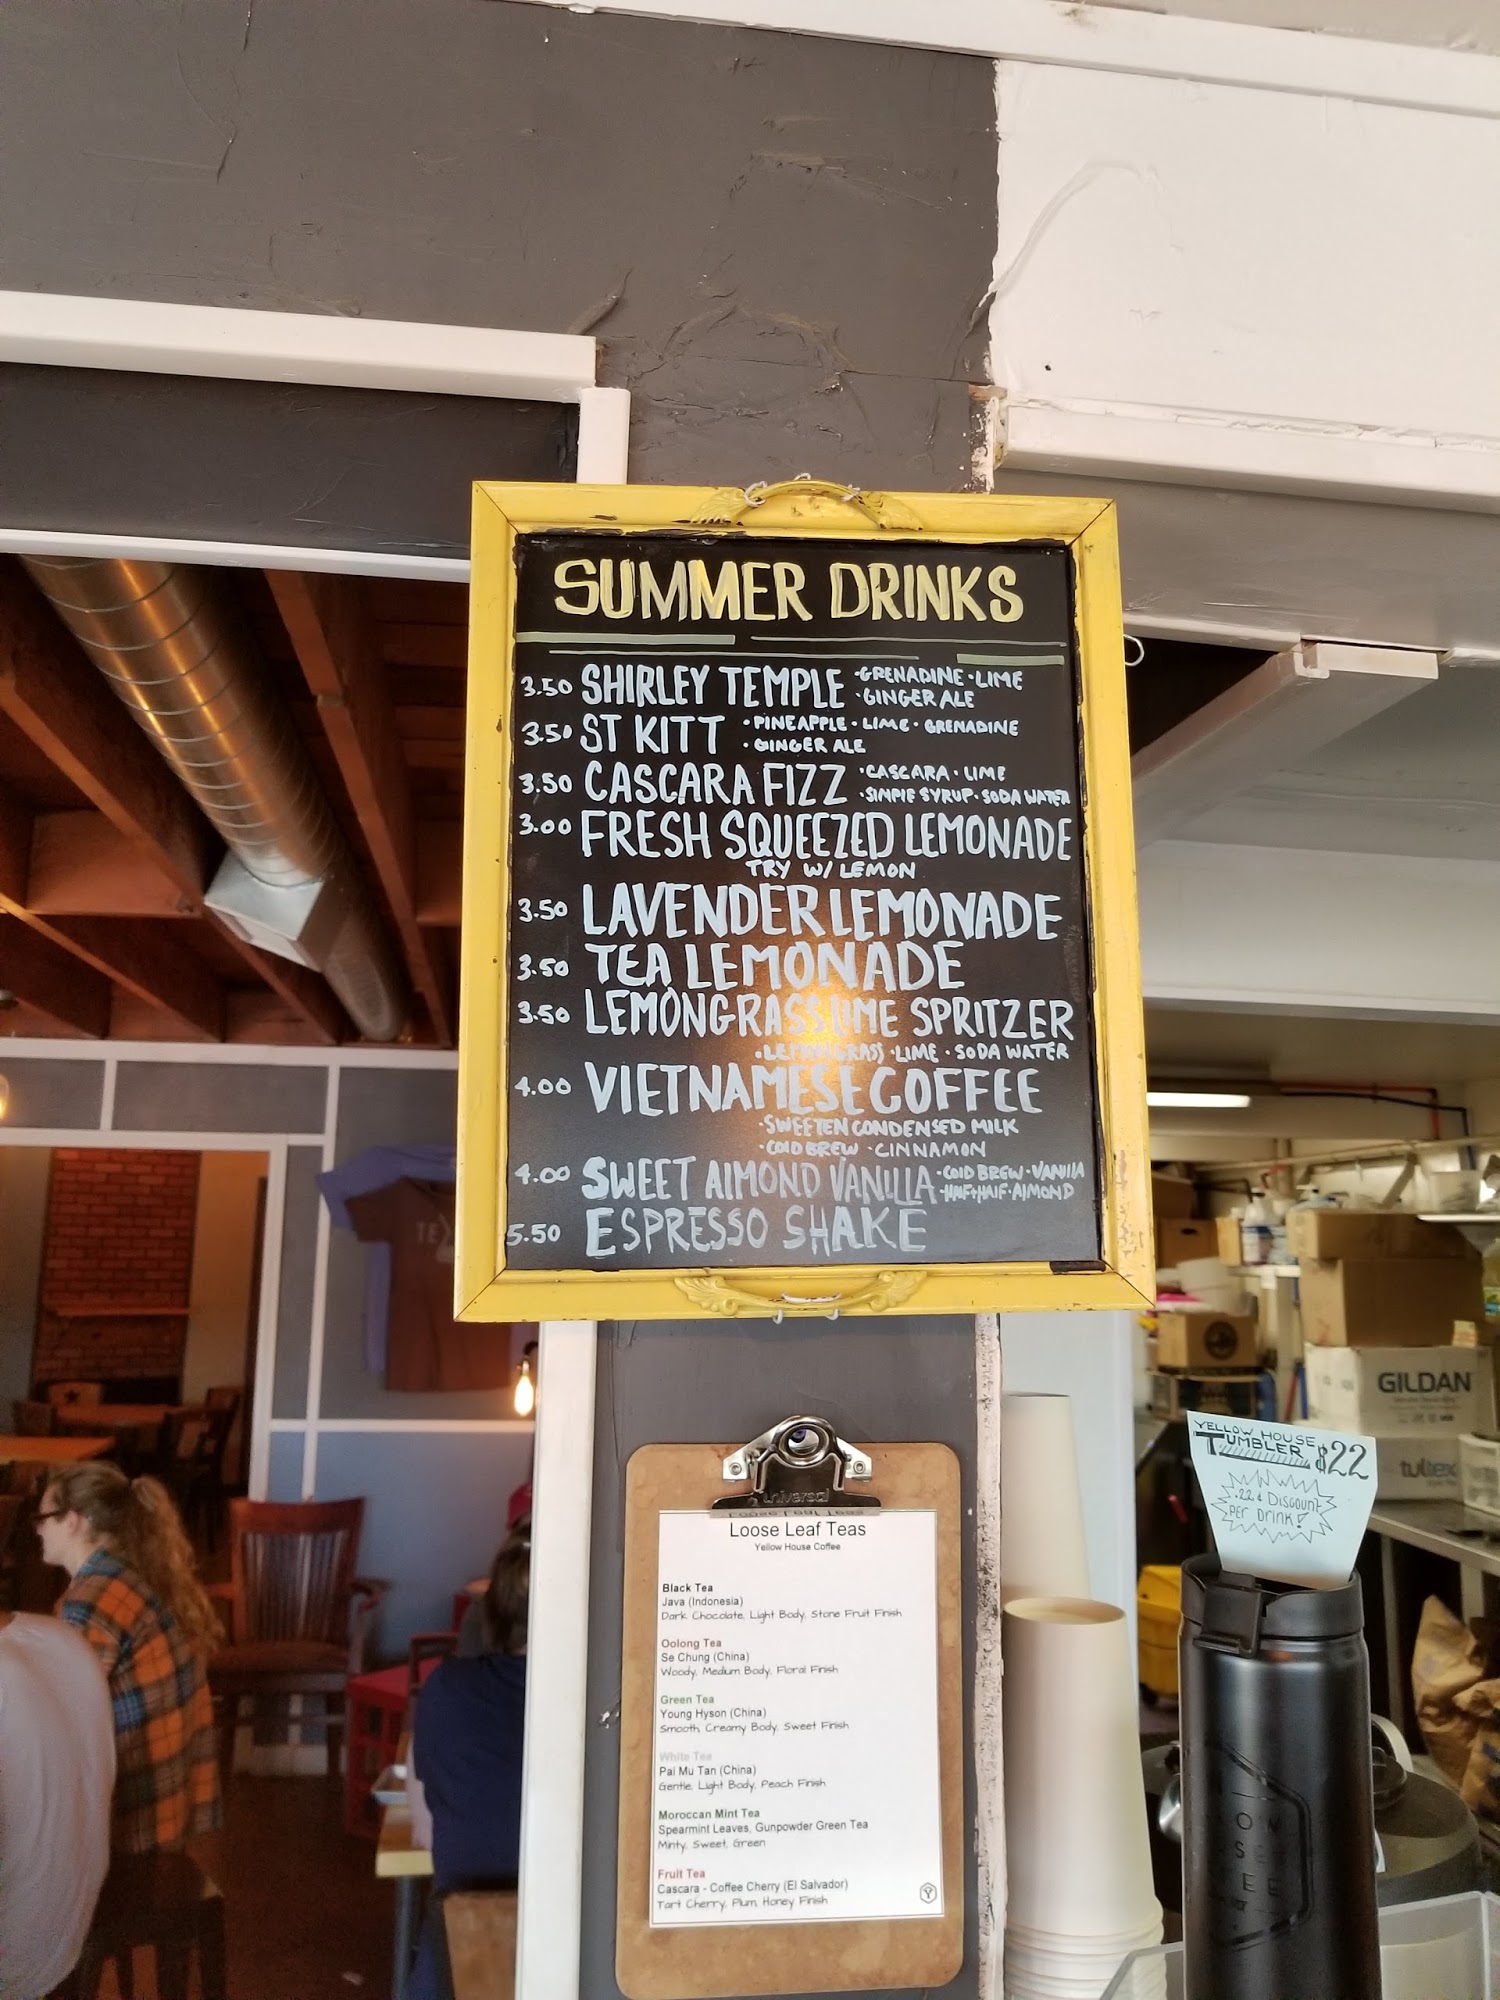 SUMMER DRINKS
3.50 SHIRLEY TEMPLE ·GRENADINE·LIME
·GINGER ALE
3.50 ST KITT ·PINEAPPLE·LIME·GRENADINE
·GINGER ALE
3.50 CASCARA FIZZ ·CASCARA·LIME
·SIMPLE SYRUP·SODA WATER
3.00 FRESH SQUEEZED LEMONADE
TRY W/ LEMON
3.50 LAVENDER LEMONADE
3.50 TEA LEMONADE
3.50 LEMONGRASS LIME SPRITZER
·LEMONGRASS·LIME·SODA WATER
4.00 VIETNAMESE COFFEE
·SWEETEN CONDENSED MILK
·COLD BREW·CINNAMON
4.00 SWEET ALMOND VANILLA ·COLD BREW·VANILLA
·HALF+HALF·ALMOND
5.50 ESPRESSO SHAKE
universal
Loose Leaf Teas
Yellow House Coffee
Black Tea
Java (Indonesia)
Dark Chocolate, Light Body, Stone Fruit Finish
Oolong Tea
Se Chung (China)
Woody, Medium Body, Floral Finish
Green Tea
Young Hyson (China)
Smooth, Creamy Body, Sweet Finish
White Tea
Pai Mu Tan (China)
Gentle, Light Body, Peach Finish
Moroccan Mint Tea
Spearmint Leaves, Gunpowder Green Tea
Minty, Sweet, Green
Fruit Tea
Cascara - Coffee Cherry (El Salvador)
Tart Cherry, Plum, Honey Finish
Y
GILDAN
tultex
YELLOW HOUSE
TUMBLER $22
.22¢ DISCOUNT
PER DRINK!